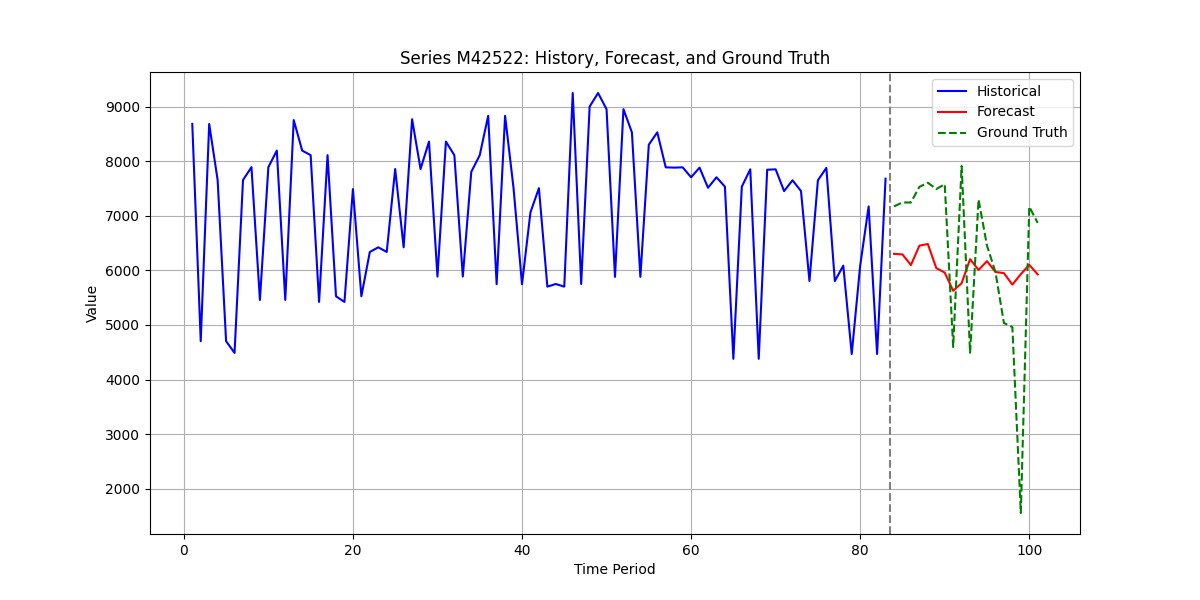 Series M42522: History, Forecast, and Ground Truth
Historical
Forecast
Ground Truth
9000
8000
7000
6000
5000
4000
3000
2000
Value
0 20 40 60 80 100
Time Period